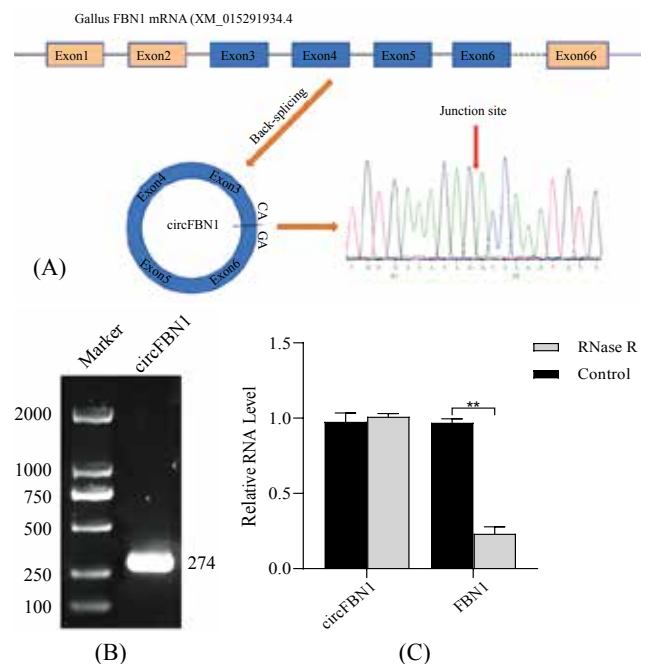 Gallus FBN1 mRNA (XM_015291934.4
Exon1 Exon2 Exon3 Exon4 Exon5 Exon6 Exon66
Back-splicing
Junction site
Exon4 Exon3
circFBN1
CA
GA
Exon5 Exon6
(A)
Marker circFBN1
2000
1000
750
500
250
100
274
(B)
RNase R
Control
Relative RNA Level
1.5
1.0
0.5
0.0
**
circFBN1 FBN1
(C)